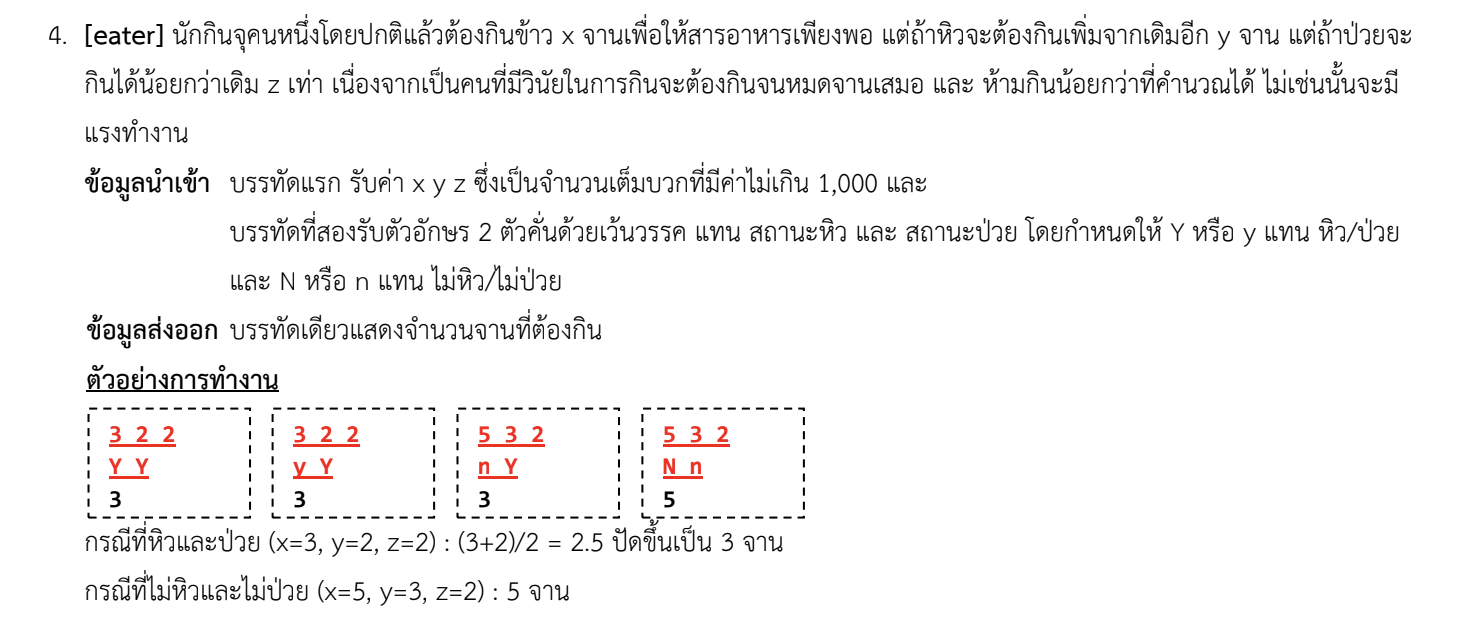 4. [eater] นักกินจุคนหนึ่งโดยปกติแล้วต้องกินข้าว x จานเพื่อให้สารอาหารเพียงพอ แต่ถ้าหิวจะต้องกินเพิ่มจากเดิมอีก y จาน แต่ถ้าป่วยจะ
กินได้น้อยกว่าเดิม z เท่า เนื่องจากเป็นคนที่มีวินัยในการกินจะต้องกินจนหมดจานเสมอ และ ห้ามกินน้อยกว่าที่คำนวณได้ ไม่เช่นนั้นจะมี
แรงทำงาน
ข้อมูลนำเข้า บรรทัดแรก รับค่า x y z ซึ่งเป็นจำนวนเต็มบวกที่มีค่าไม่เกิน 1,000 และ
บรรทัดที่สองรับตัวอักษร 2 ตัวคั่นด้วยเว้นวรรค แทน สถานะหิว และ สถานะป่วย โดยกำหนดให้ Y หรือ y แทน หิว/ป่วย
และ N หรือ n แทน ไม่หิว/ไม่ป่วย
ข้อมูลส่งออก บรรทัดเดียวแสดงจำนวนจานที่ต้องกิน
ตัวอย่างการทำงาน
3 2 2
Y Y
3
3 2 2
y Y
3
5 3 2
n Y
3
5 3 2
N n
5
กรณีที่หิวและป่วย (x=3, y=2, z=2) : (3+2)/2 = 2.5 ปัดขึ้นเป็น 3 จาน
กรณีที่ไม่หิวและไม่ป่วย (x=5, y=3, z=2) : 5 จาน